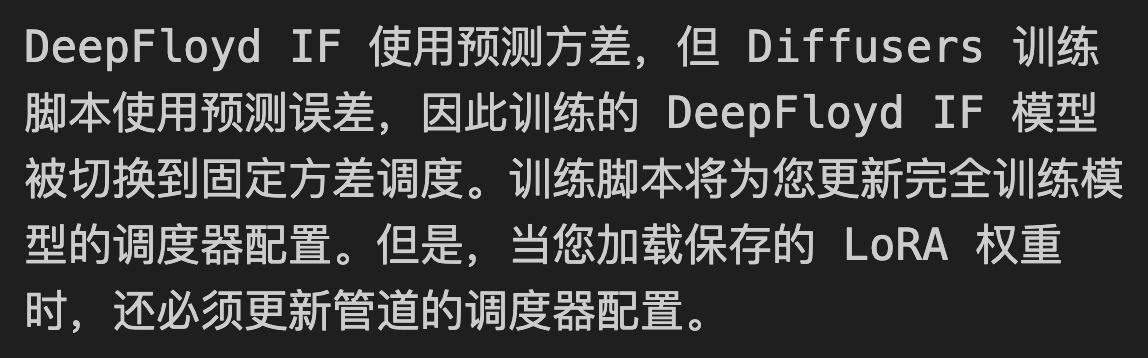 DeepFloyd IF 使用预测方差，但 Diffusers 训练
脚本使用预测误差，因此训练的 DeepFloyd IF 模型
被切换到固定方差调度。训练脚本将为您更新完全训练模
型的调度器配置。但是，当您加载保存的 LoRA 权重
时，还必须更新管道的调度器配置。